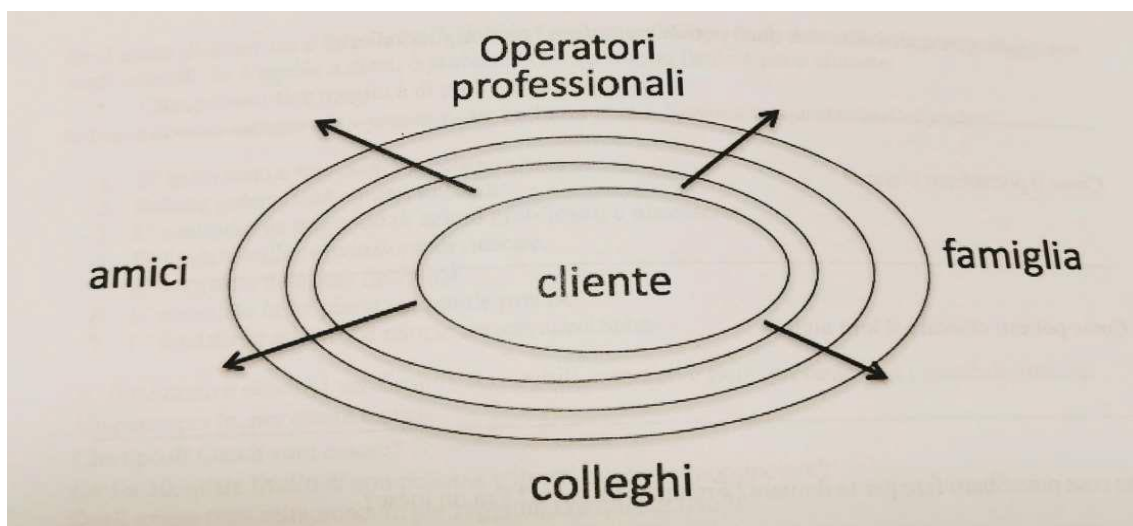 Operatori
professionali
amici
famiglia
cliente
colleghi